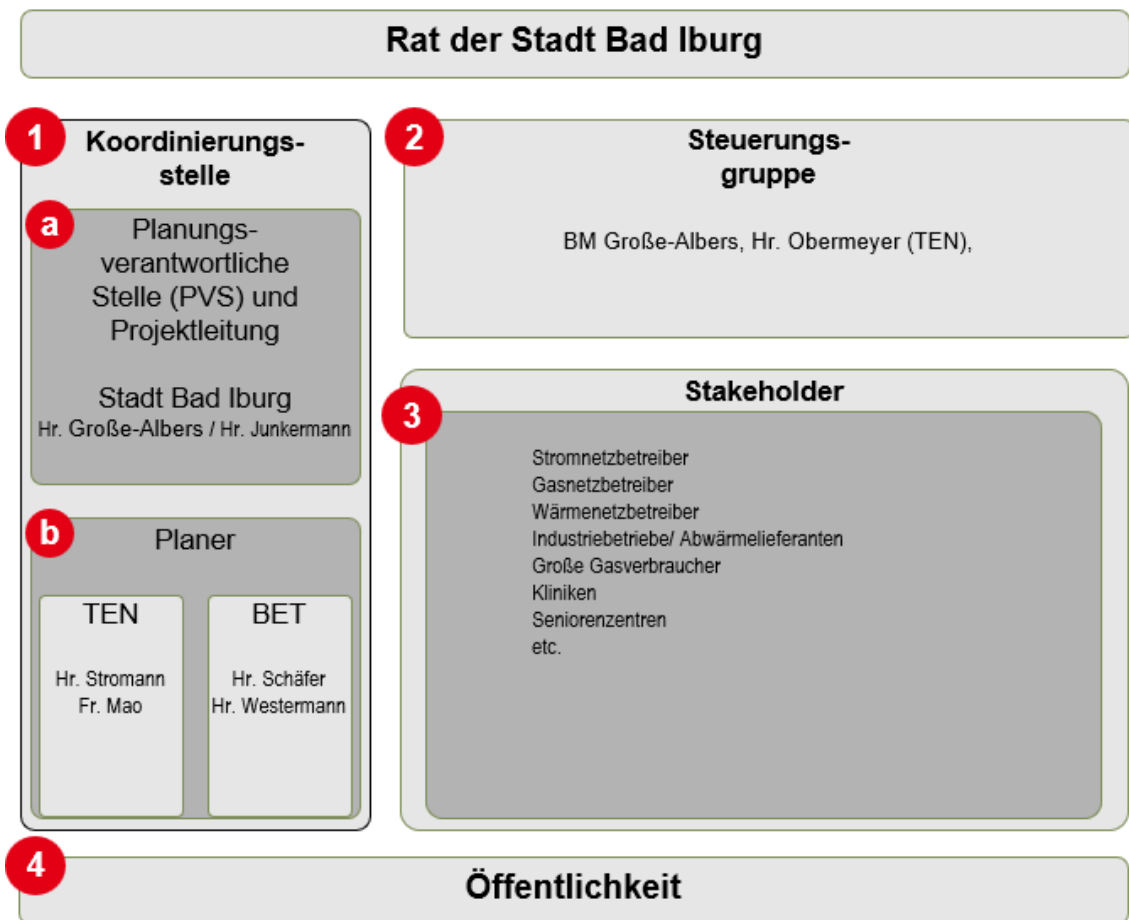 Rat der Stadt Bad Iburg
1
Koordinierungs-
stelle
a
Planungs-
verantwortliche
Stelle (PVS) und
Projektleitung
Stadt Bad Iburg
Hr. Große-Albers / Hr. Junkermann
b
Planer
TEN
Hr. Stromann
Fr. Mao
BET
Hr. Schäfer
Hr. Westermann
2
Steuerungs-
gruppe
BM Große-Albers, Hr. Obermeyer (TEN),
Stakeholder
3
Stromnetzbetreiber
Gasnetzbetreiber
Wärmenetzbetreiber
Industriebetriebe/ Abwärmelieferanten
Große Gasverbraucher
Kliniken
Seniorenzentren
etc.
4
Öffentlichkeit